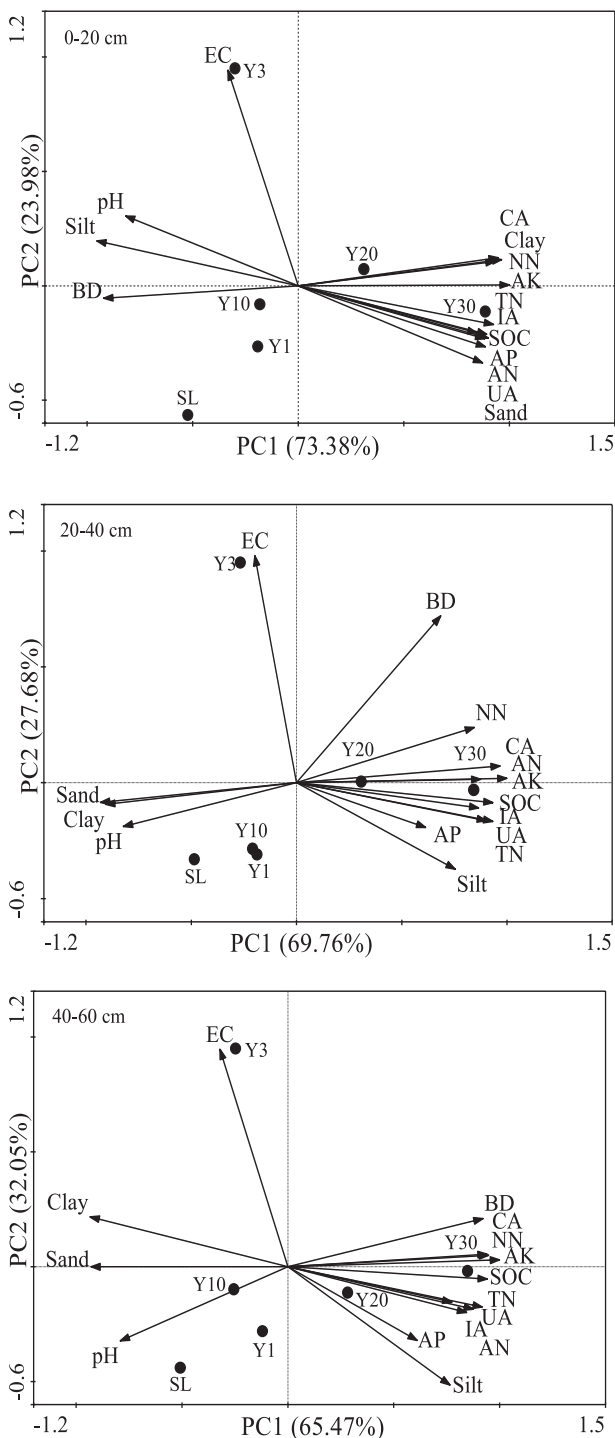 1.2
0-20 cm
EC
Y3
PC2 (23.98%)
pH
Silt
BD
Y10
Y1
SL
Y20
CA
Clay
NN
AK
TN
Y30
IA
SOC
AP
AN
UA
Sand
-0.6
-1.2
PC1 (73.38%)
1.5
1.2
20-40 cm
EC
Y3
BD
PC2 (27.68%)
NN
Y20
Y30
CA
AN
AK
Sand
Clay
pH
SOC
IA
AP
UA
TN
Y10
Y1
SL
Silt
-0.6
-1.2
PC1 (69.76%)
1.5
1.2
40-60 cm
EC
Y3
PC2 (32.05%)
Clay
Sand
BD
CA
NN
Y30
AK
SOC
Y10
Y20
TN
UA
IA
AN
AP
pH
Y1
SL
Silt
-0.6
-1.2
PC1 (65.47%)
1.5